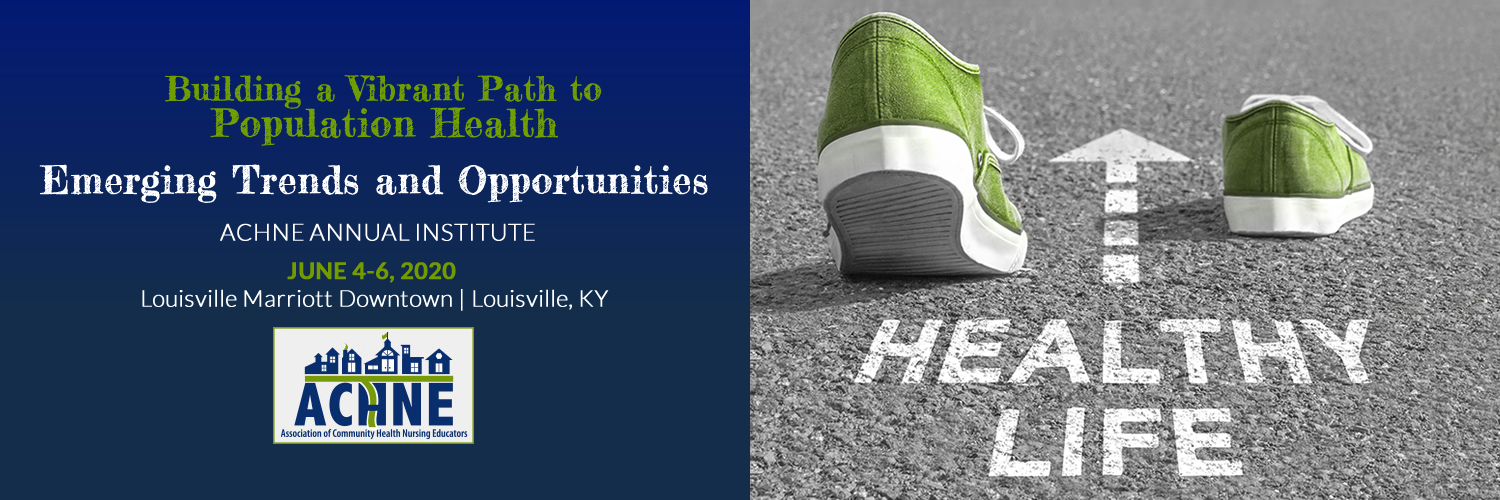 Building a Vibrant Path to
Population Health
Emerging Trends and Opportunities
ACHNE ANNUAL INSTITUTE
JUNE 4-6, 2020
Louisville Marriott Downtown | Louisville, KY
ACHNE
Association of Community Health Nursing Educators
HEALTHY
LIFE